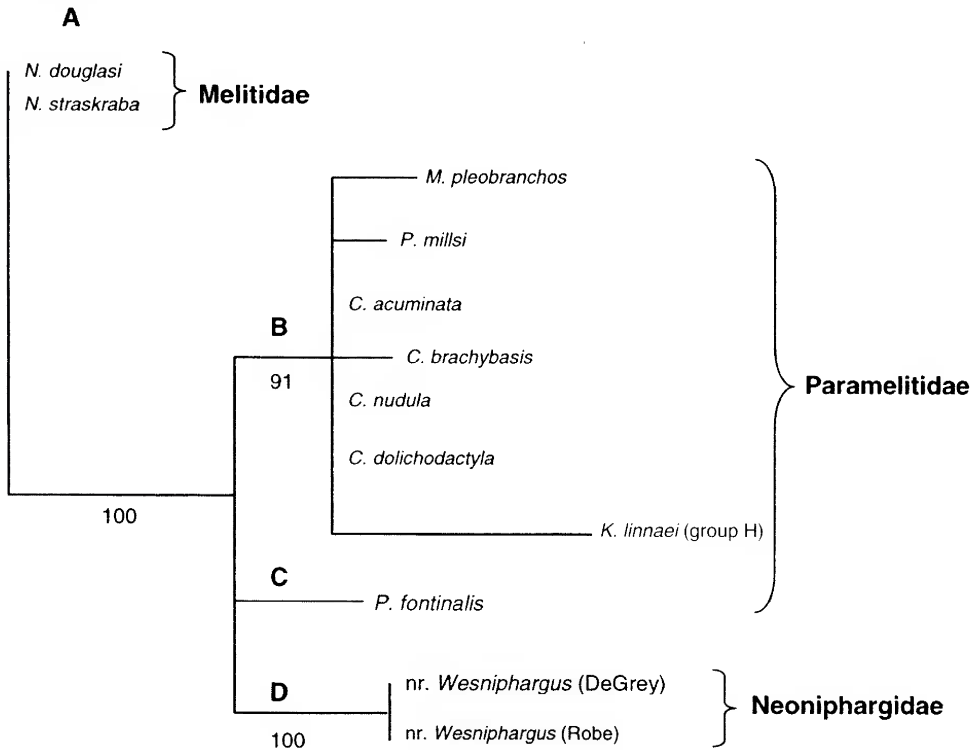 A
N. douglasi
N. straskraba
Melitidae
M. pleobranchos
P. millsi
C. acuminata
B
C. brachybasis
91
C. nudula
Paramelitidae
C. dolichodactyla
100
K. linnaei (group H)
C
P. fontinalis
D
nr. Wesniphargus (DeGrey)
Neoniphargidae
100
nr. Wesniphargus (Robe)